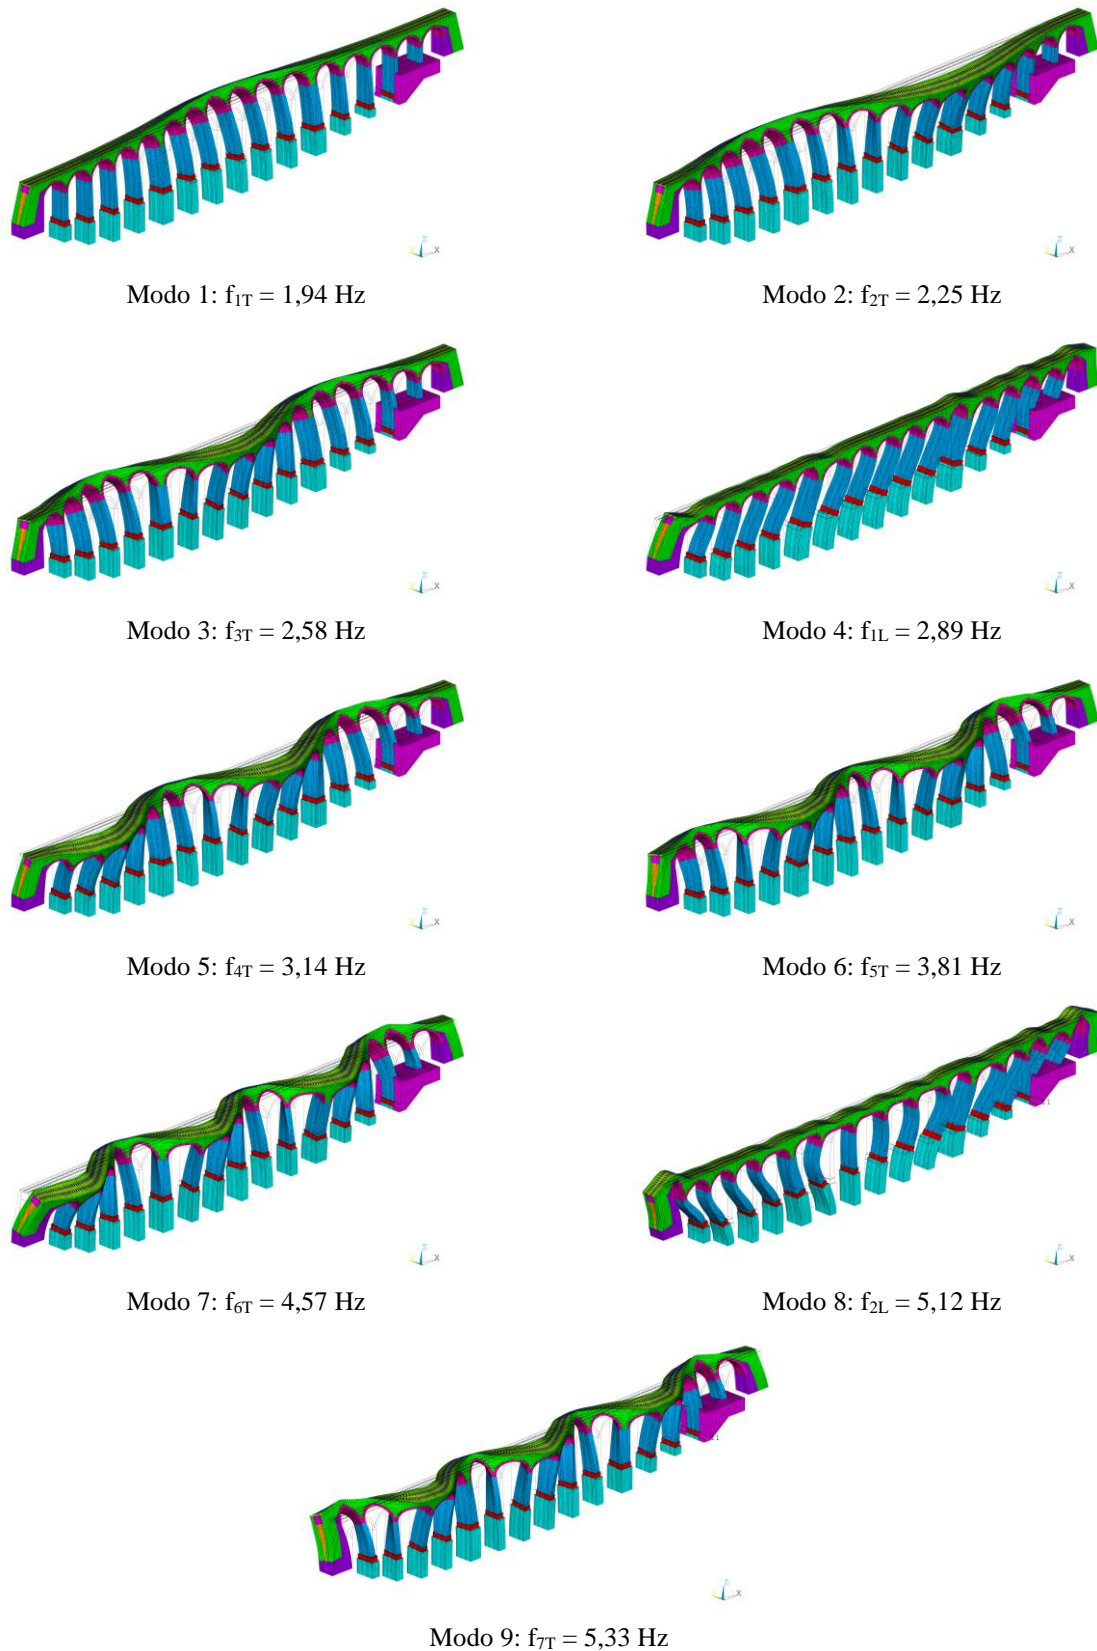 Modo 1: f1T = 1,94 Hz
Modo 2: f2T = 2,25 Hz
Modo 3: f3T = 2,58 Hz
Modo 4: f1L = 2,89 Hz
Modo 5: f4T = 3,14 Hz
Modo 6: f5T = 3,81 Hz
Modo 7: f6T = 4,57 Hz
Modo 8: f2L = 5,12 Hz
Modo 9: f7T = 5,33 Hz